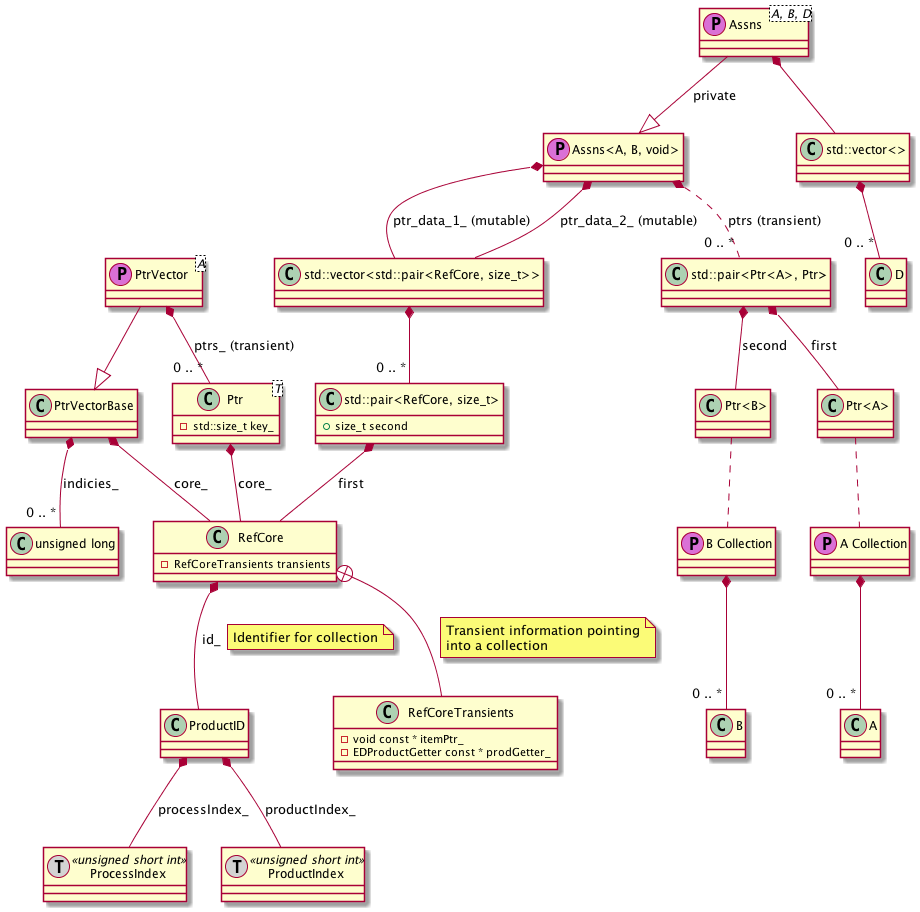 P Assns A, B, D
private
P Assns<A, B, void>
C std::vector<>
ptr_data_1_ (mutable)
ptr_data_2_ (mutable)
ptrs (transient)
0 .. *
0 .. *
P PtrVector A
C std::vector<std::pair<RefCore, size_t>>
C std::pair<Ptr<A>, Ptr>
C D
ptrs_ (transient)
0 .. *
0 .. *
second
first
C PtrVectorBase
C Ptr T
std::size_t key_
C std::pair<RefCore, size_t>
size_t second
C Ptr<B>
C Ptr<A>
indicies_
core_
core_
first
0 .. *
C unsigned long
C RefCore
RefCoreTransients transients
P B Collection
P A Collection
id_
Identifier for collection
Transient information pointing
into a collection
0 .. *
0 .. *
C ProductID
C RefCoreTransients
void const * itemPtr_
EDProductGetter const * prodGetter_
C B
C A
processIndex_
productIndex_
T «unsigned short int»
ProcessIndex
T «unsigned short int»
ProductIndex